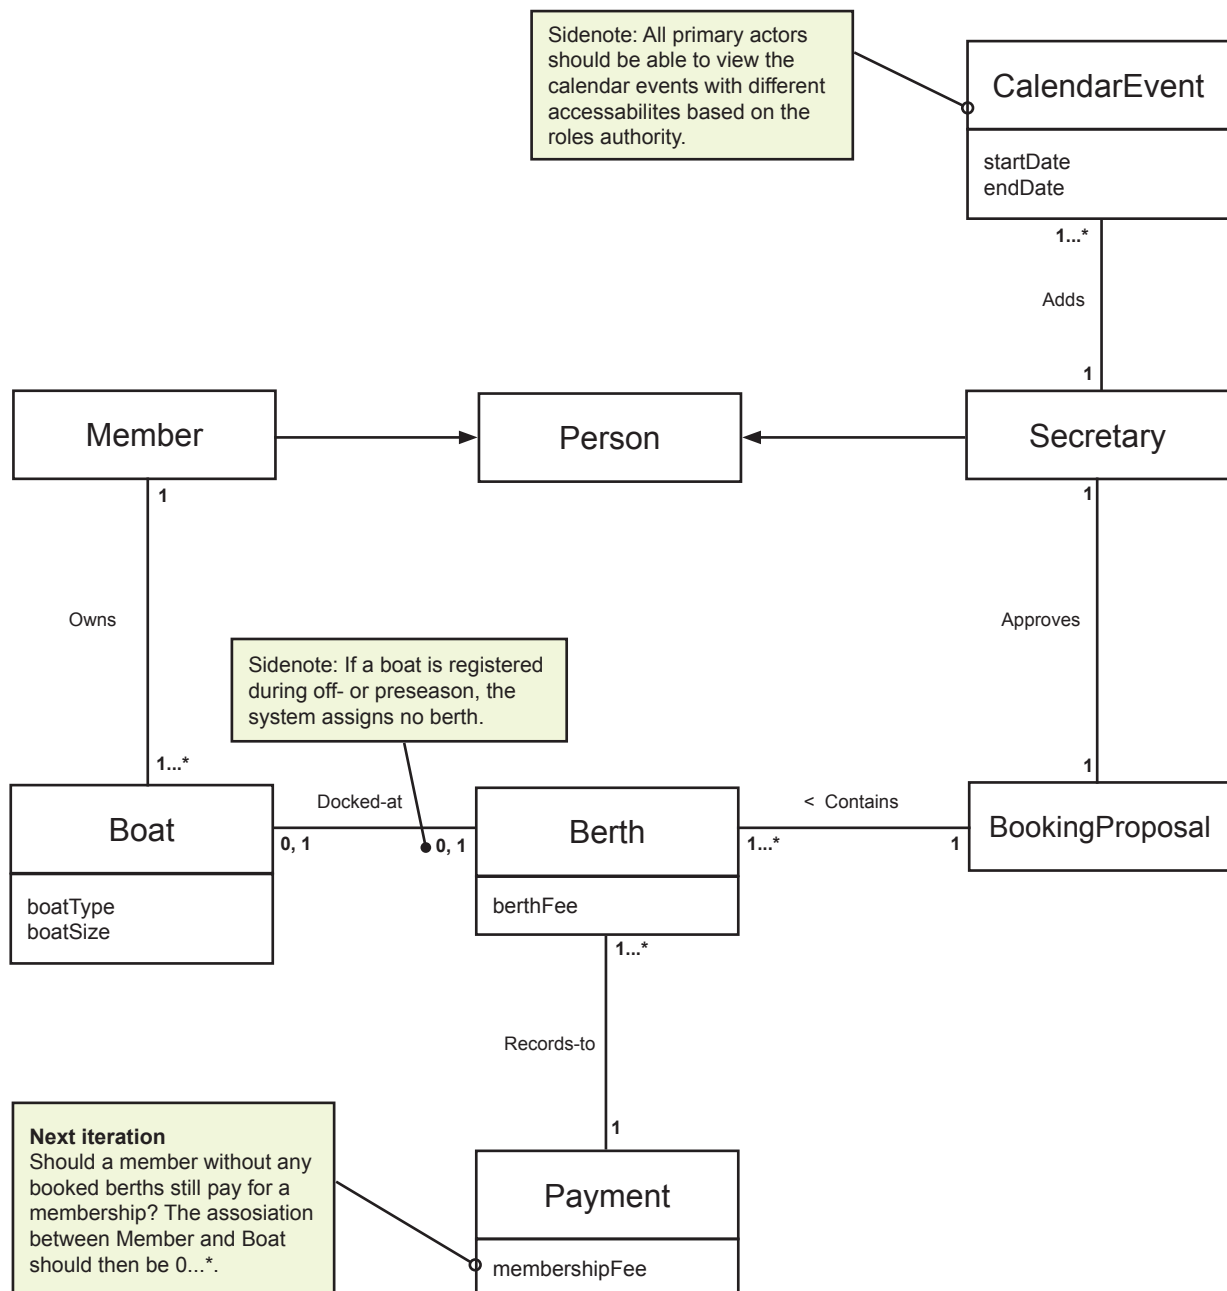 Sidenote: All primary actors
should be able to view the
calendar events with different
accessabilites based on the
roles authority.
CalendarEvent
startDate
endDate
1...*
Adds
1
Member
Person
Secretary
1
1
Owns
Approves
Sidenote: If a boat is registered
during off- or preseason, the
system assigns no berth.
1...*
1
Boat
Docked-at
Berth
< Contains
BookingProposal
0, 1
0, 1
1...*
1
boatType
boatSize
berthFee
1...*
Records-to
1
Next iteration
Should a member without any
booked berths still pay for a
membership? The assosiation
between Member and Boat
should then be 0...*.
Payment
membershipFee